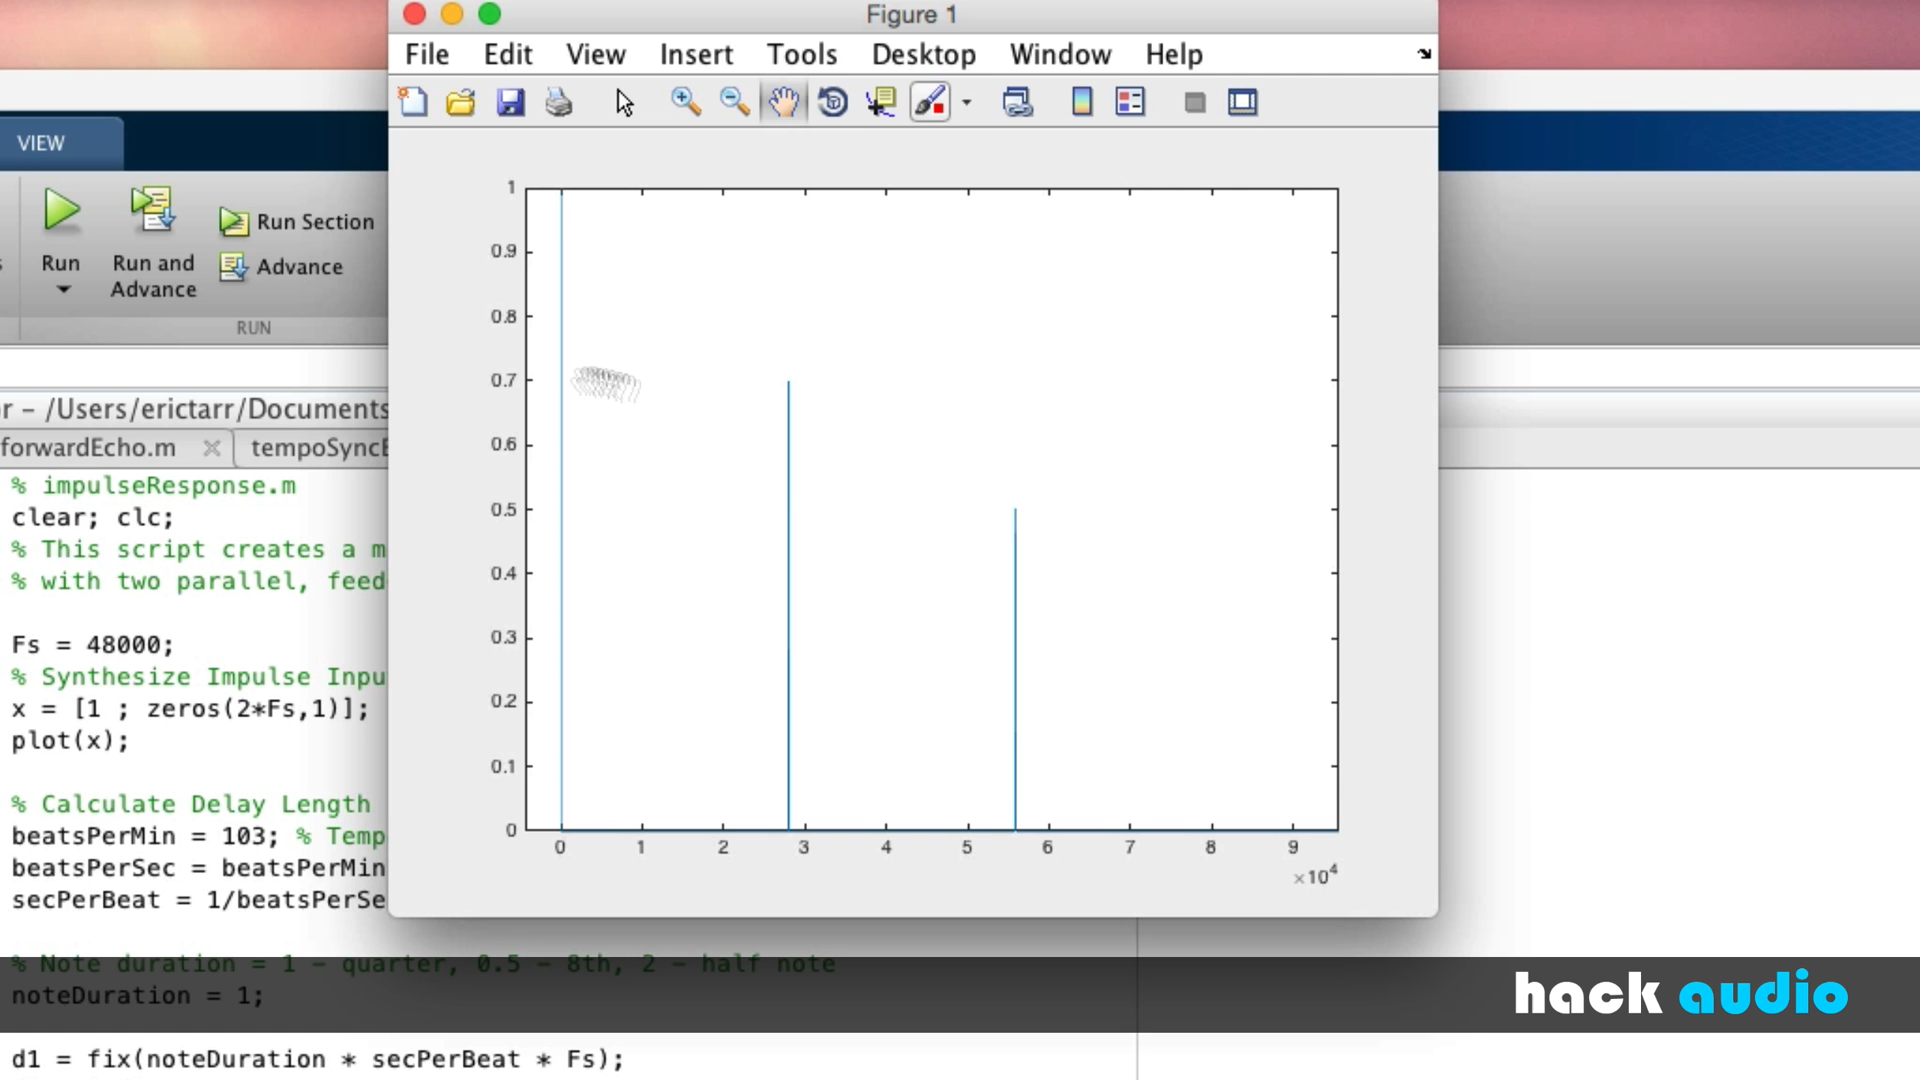 Figure 1
File Edit View Insert Tools Desktop Window Help
VIEW
Run
Run and
Advance
Run Section
Advance
RUN
1
0.9
0.8
0.7
0.6
0.5
0.4
0.3
0.2
0.1
0
0 1 2 3 4 5 6 7 8 9
×10⁴
r – /Users/erictarr/Documents
forwardEcho.m
tempoSyncE
% impulseResponse.m
clear; clc;
% This script creates a m
% with two parallel, feed
Fs = 48000;
% Synthesize Impulse Inpu
x = [1 ; zeros(2*Fs,1)];
plot(x);
% Calculate Delay Length
beatsPerMin = 103; % Temp
beatsPerSec = beatsPerMin
secPerBeat = 1/beatsPerSe
% Note duration = 1 – quarter, 0.5 – 8th, 2 – half note
noteDuration = 1;
hack audio
d1 = fix(noteDuration * secPerBeat * Fs);